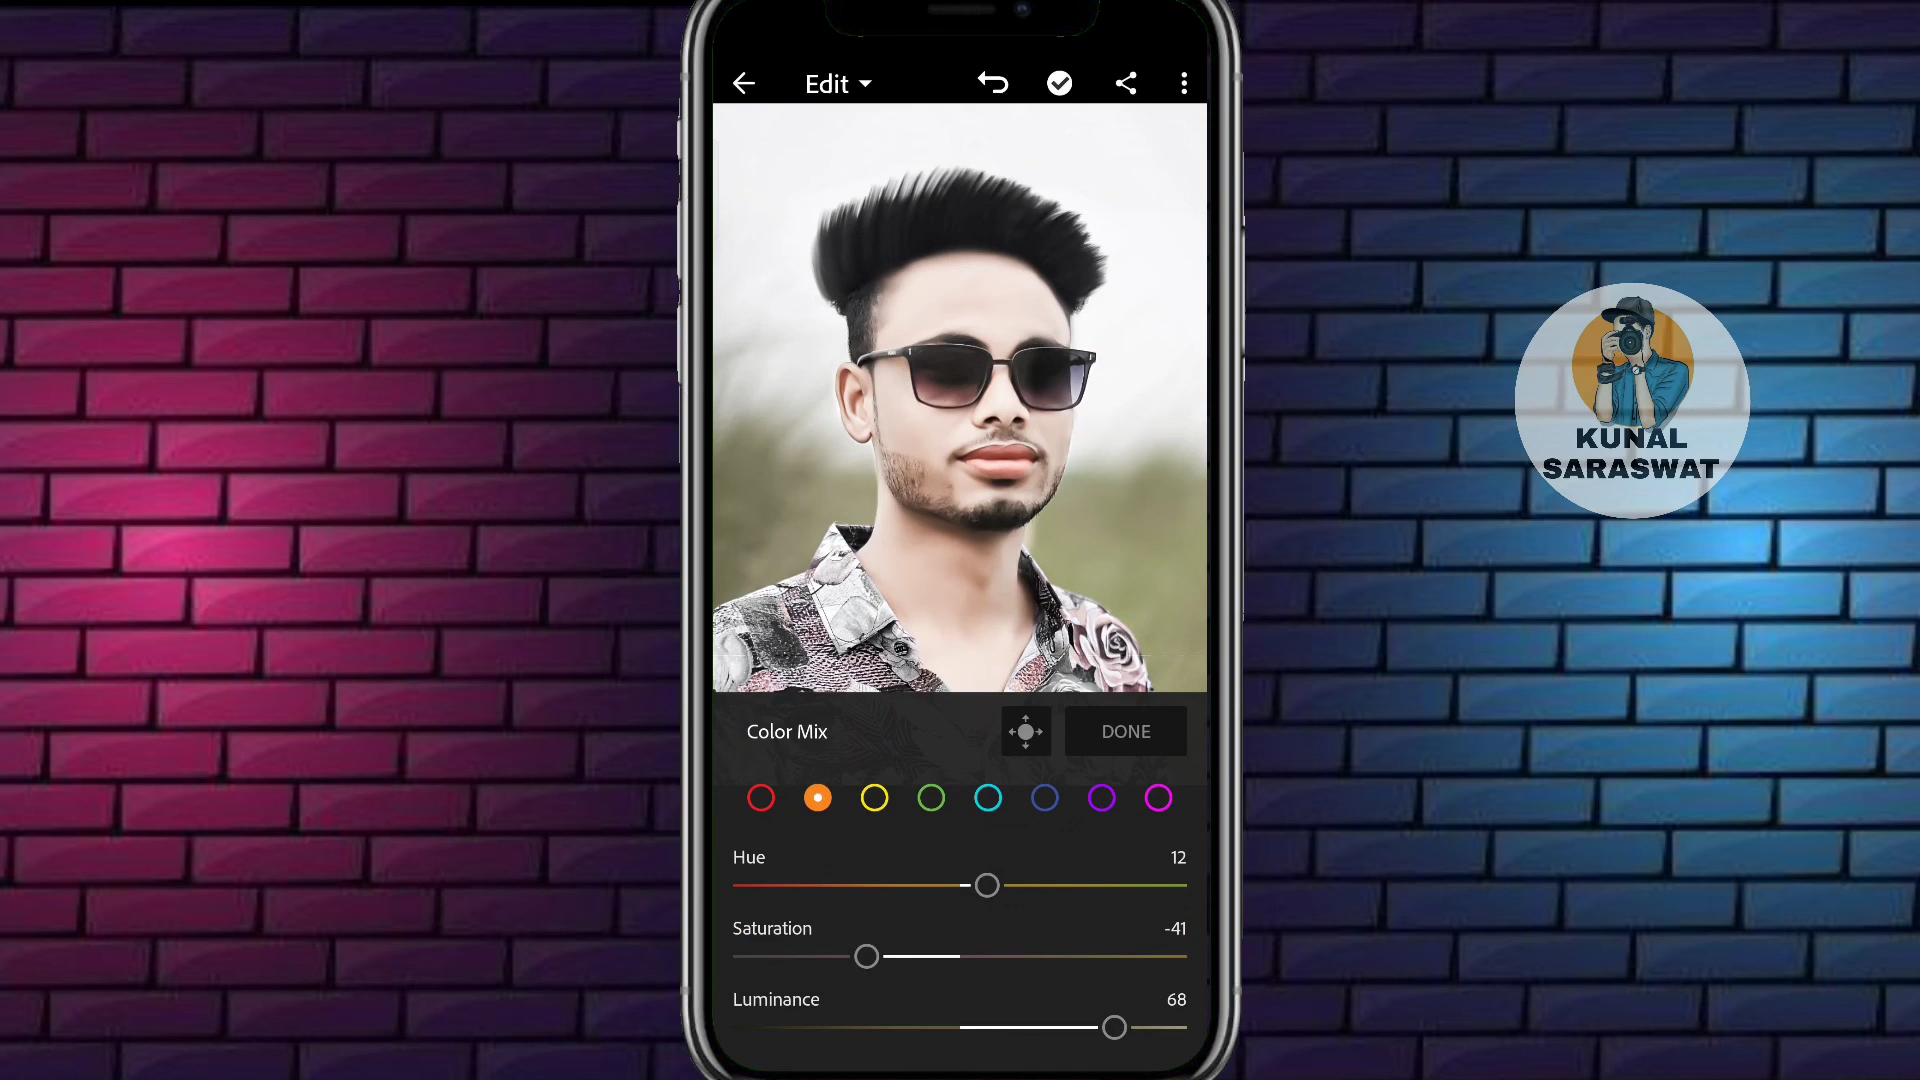 Edit
KUNAL
SARASWAT
Color Mix
DONE
Hue 12
Saturation -41
Luminance 68